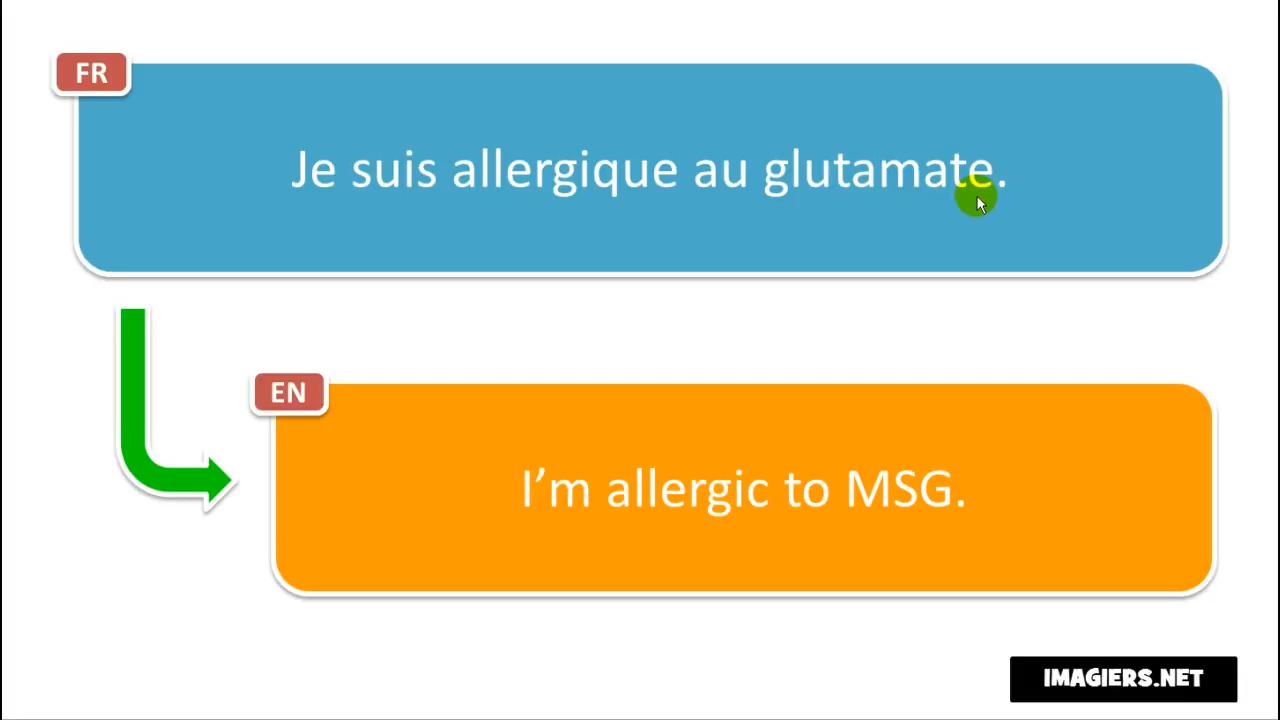 FR
Je suis allergique au glutamate.
EN
I’m allergic to MSG.
IMAGIERS.NET